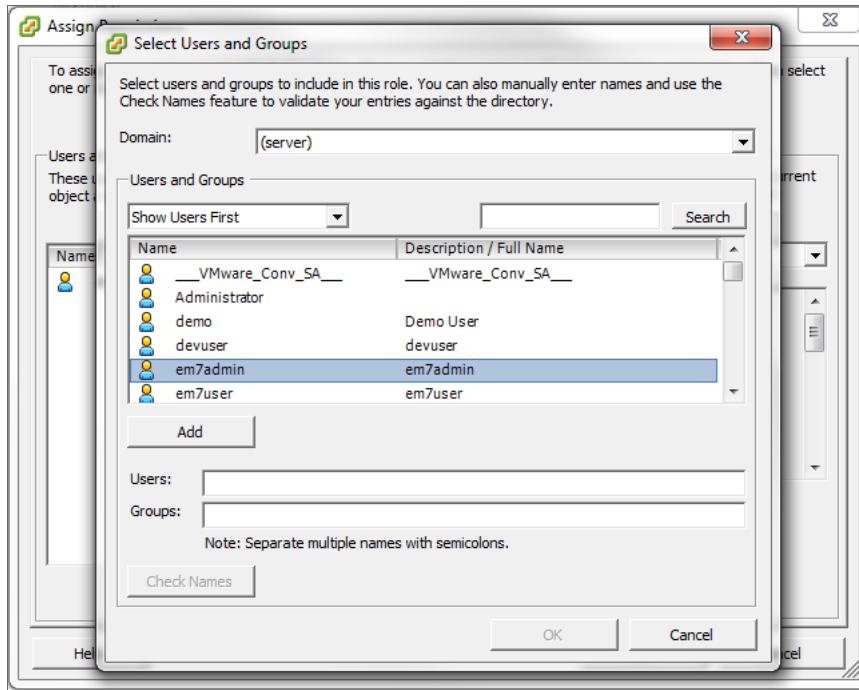 Assign
Select Users and Groups
To assi
select
one or
Select users and groups to include in this role. You can also manually enter names and use the
Check Names feature to validate your entries against the directory.
Domain:
(server)
Users a
These u
rrent
object a
Users and Groups
Show Users First
Search
Name
Name
Description / Full Name
___VMware_Conv_SA___
___VMware_Conv_SA___
Administrator
demo
Demo User
devuser
devuser
em7admin
em7admin
em7user
em7user
Add
Users:
Groups:
Note: Separate multiple names with semicolons.
Check Names
OK
Cancel
Hel
cel